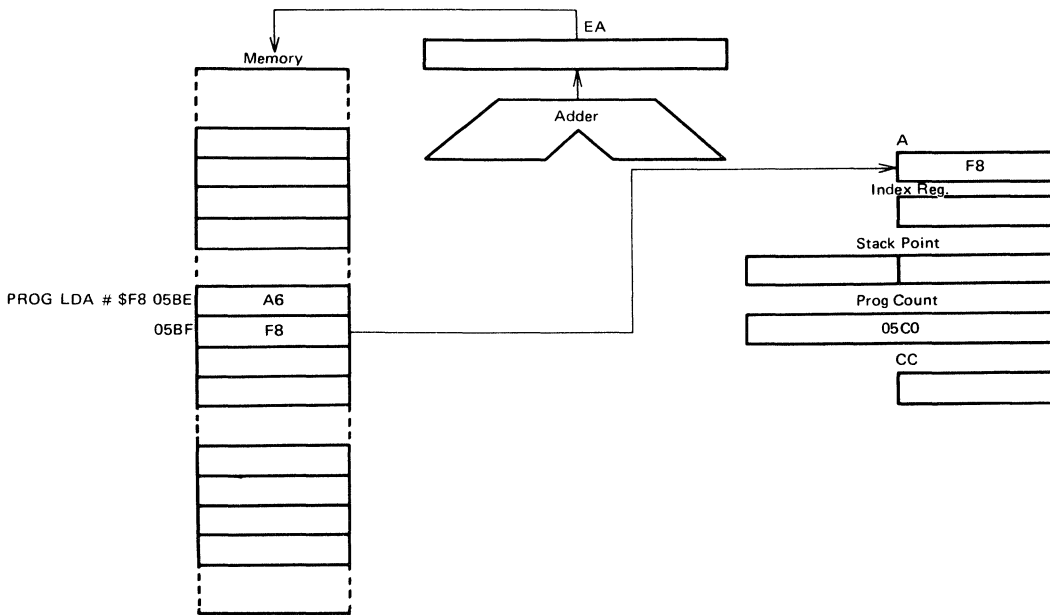 EA
Memory
Adder
A
F8
Index Reg.
Stack Point
PROG LDA # $F8 05BE A6
Prog Count
05BF F8
05C0
CC